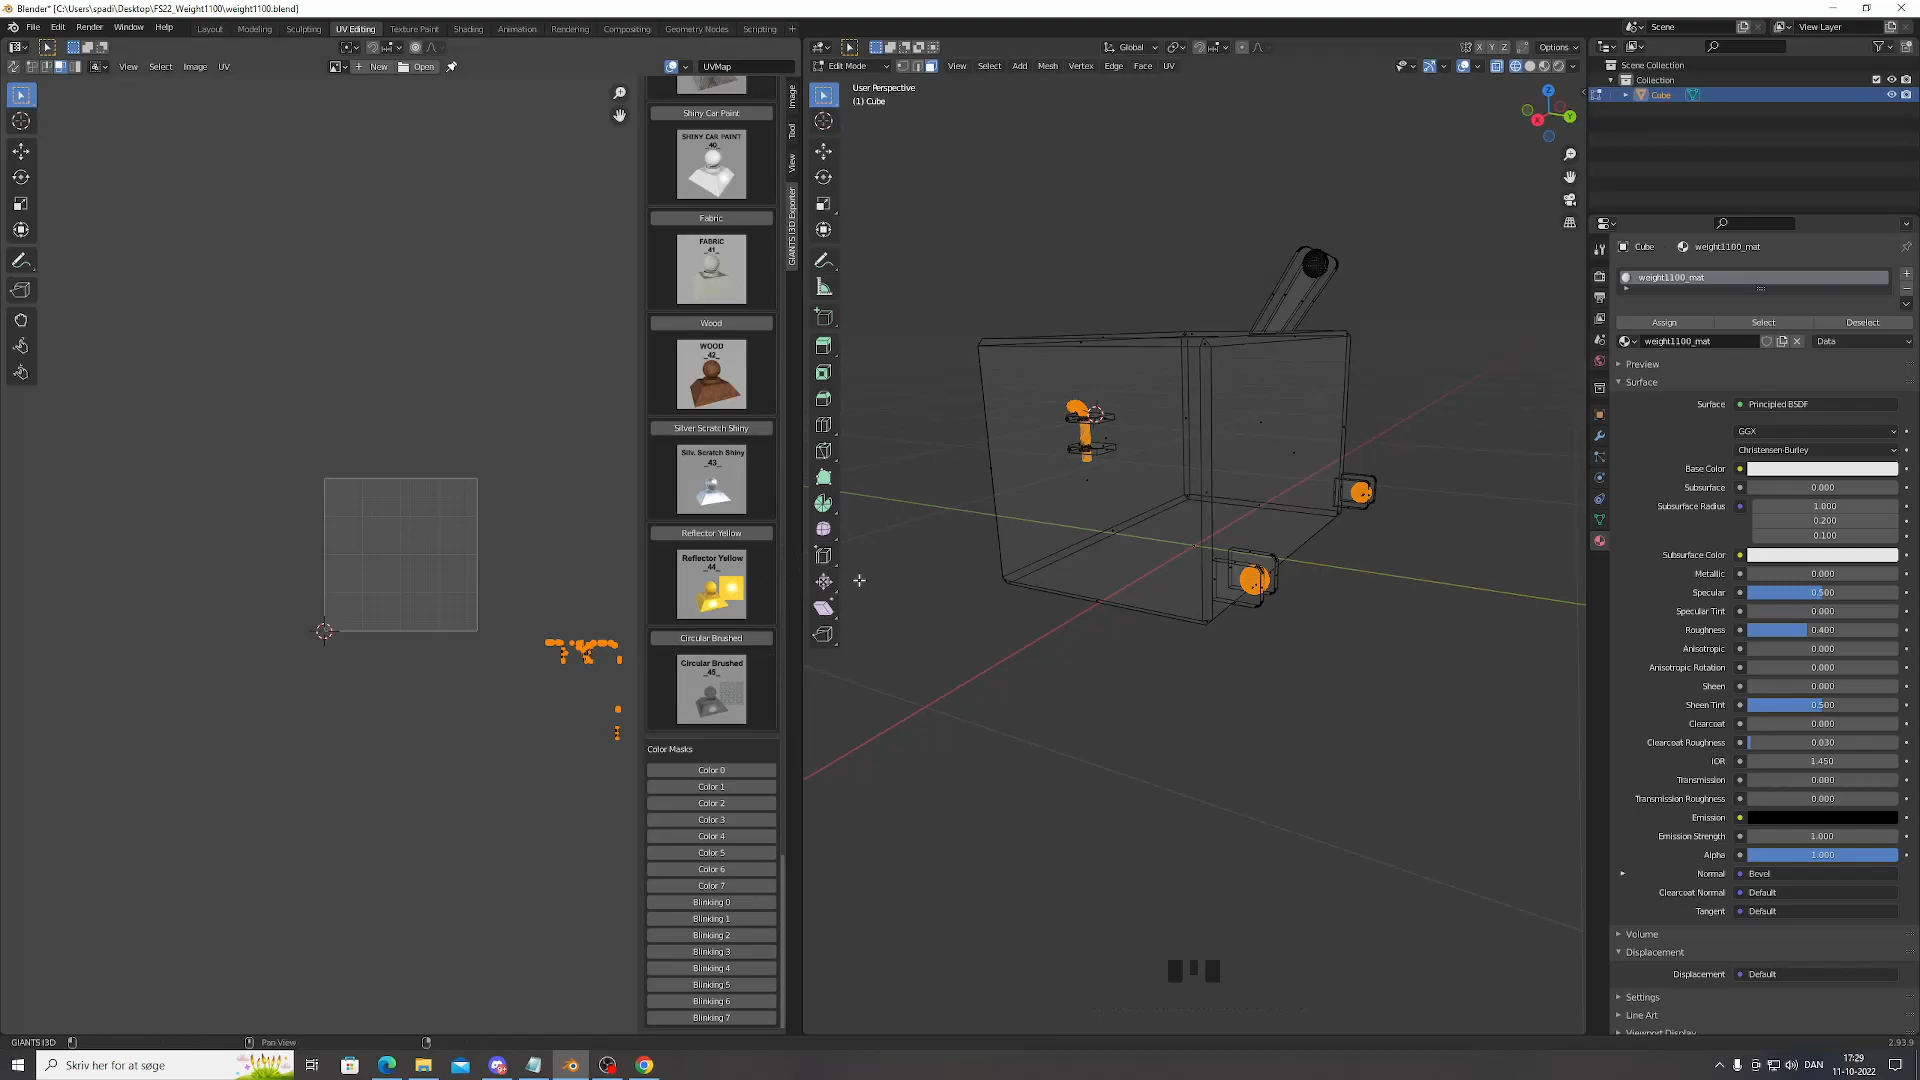 Blender* [C:\Users\spadi\Desktop\FS22_Weight1100\weight1100.blend]
File Edit Render Window Help
Layout Modeling Sculpting UV Editing Texture Paint Shading Animation Rendering Compositing Geometry Nodes Scripting +
Scene
View Layer
Global
X Y Z
Options
View Select Image UV
New
Open
UVMap
Edit Mode
View Select Add Mesh Vertex Edge Face UV
User Perspective
(1) Cube
Z
X
Y
Image
Tool
View
GIANTS I3D Exporter
Shiny Car Paint
SHINY CAR PAINT
_40_
Fabric
FABRIC
_41_
Wood
WOOD
_42_
Silver Scratch Shiny
Silv. Scratch Shiny
_43_
Reflector Yellow
Reflector Yellow
_44_
Circular Brushed
Circular Brushed
_45_
Color Masks
Color 0
Color 1
Color 2
Color 3
Color 4
Color 5
Color 6
Color 7
Blinking 0
Blinking 1
Blinking 2
Blinking 3
Blinking 4
Blinking 5
Blinking 6
Blinking 7
Scene Collection
Collection
Cube
Cube weight1100_mat
weight1100_mat
Assign Select Deselect
weight1100_mat Data
Preview
Surface
Surface Principled BSDF
GGX
Christensen-Burley
Base Color
Subsurface 0.000
Subsurface Radius 1.000
0.200
0.100
Subsurface Color
Metallic 0.000
Specular 0.500
Specular Tint 0.000
Roughness 0.400
Anisotropic 0.000
Anisotropic Rotation 0.000
Sheen 0.000
Sheen Tint 0.500
Clearcoat 0.000
Clearcoat Roughness 0.030
IOR 1.450
Transmission 0.000
Transmission Roughness 0.000
Emission
Emission Strength 1.000
Alpha 1.000
Normal Bevel
Clearcoat Normal Default
Tangent Default
Volume
Displacement
Displacement Default
Settings
Line Art
Viewport Display
GIANTS I3D
Pan View
2.93.9
Skriv her for at søge
DAN
17:29
11-10-2022